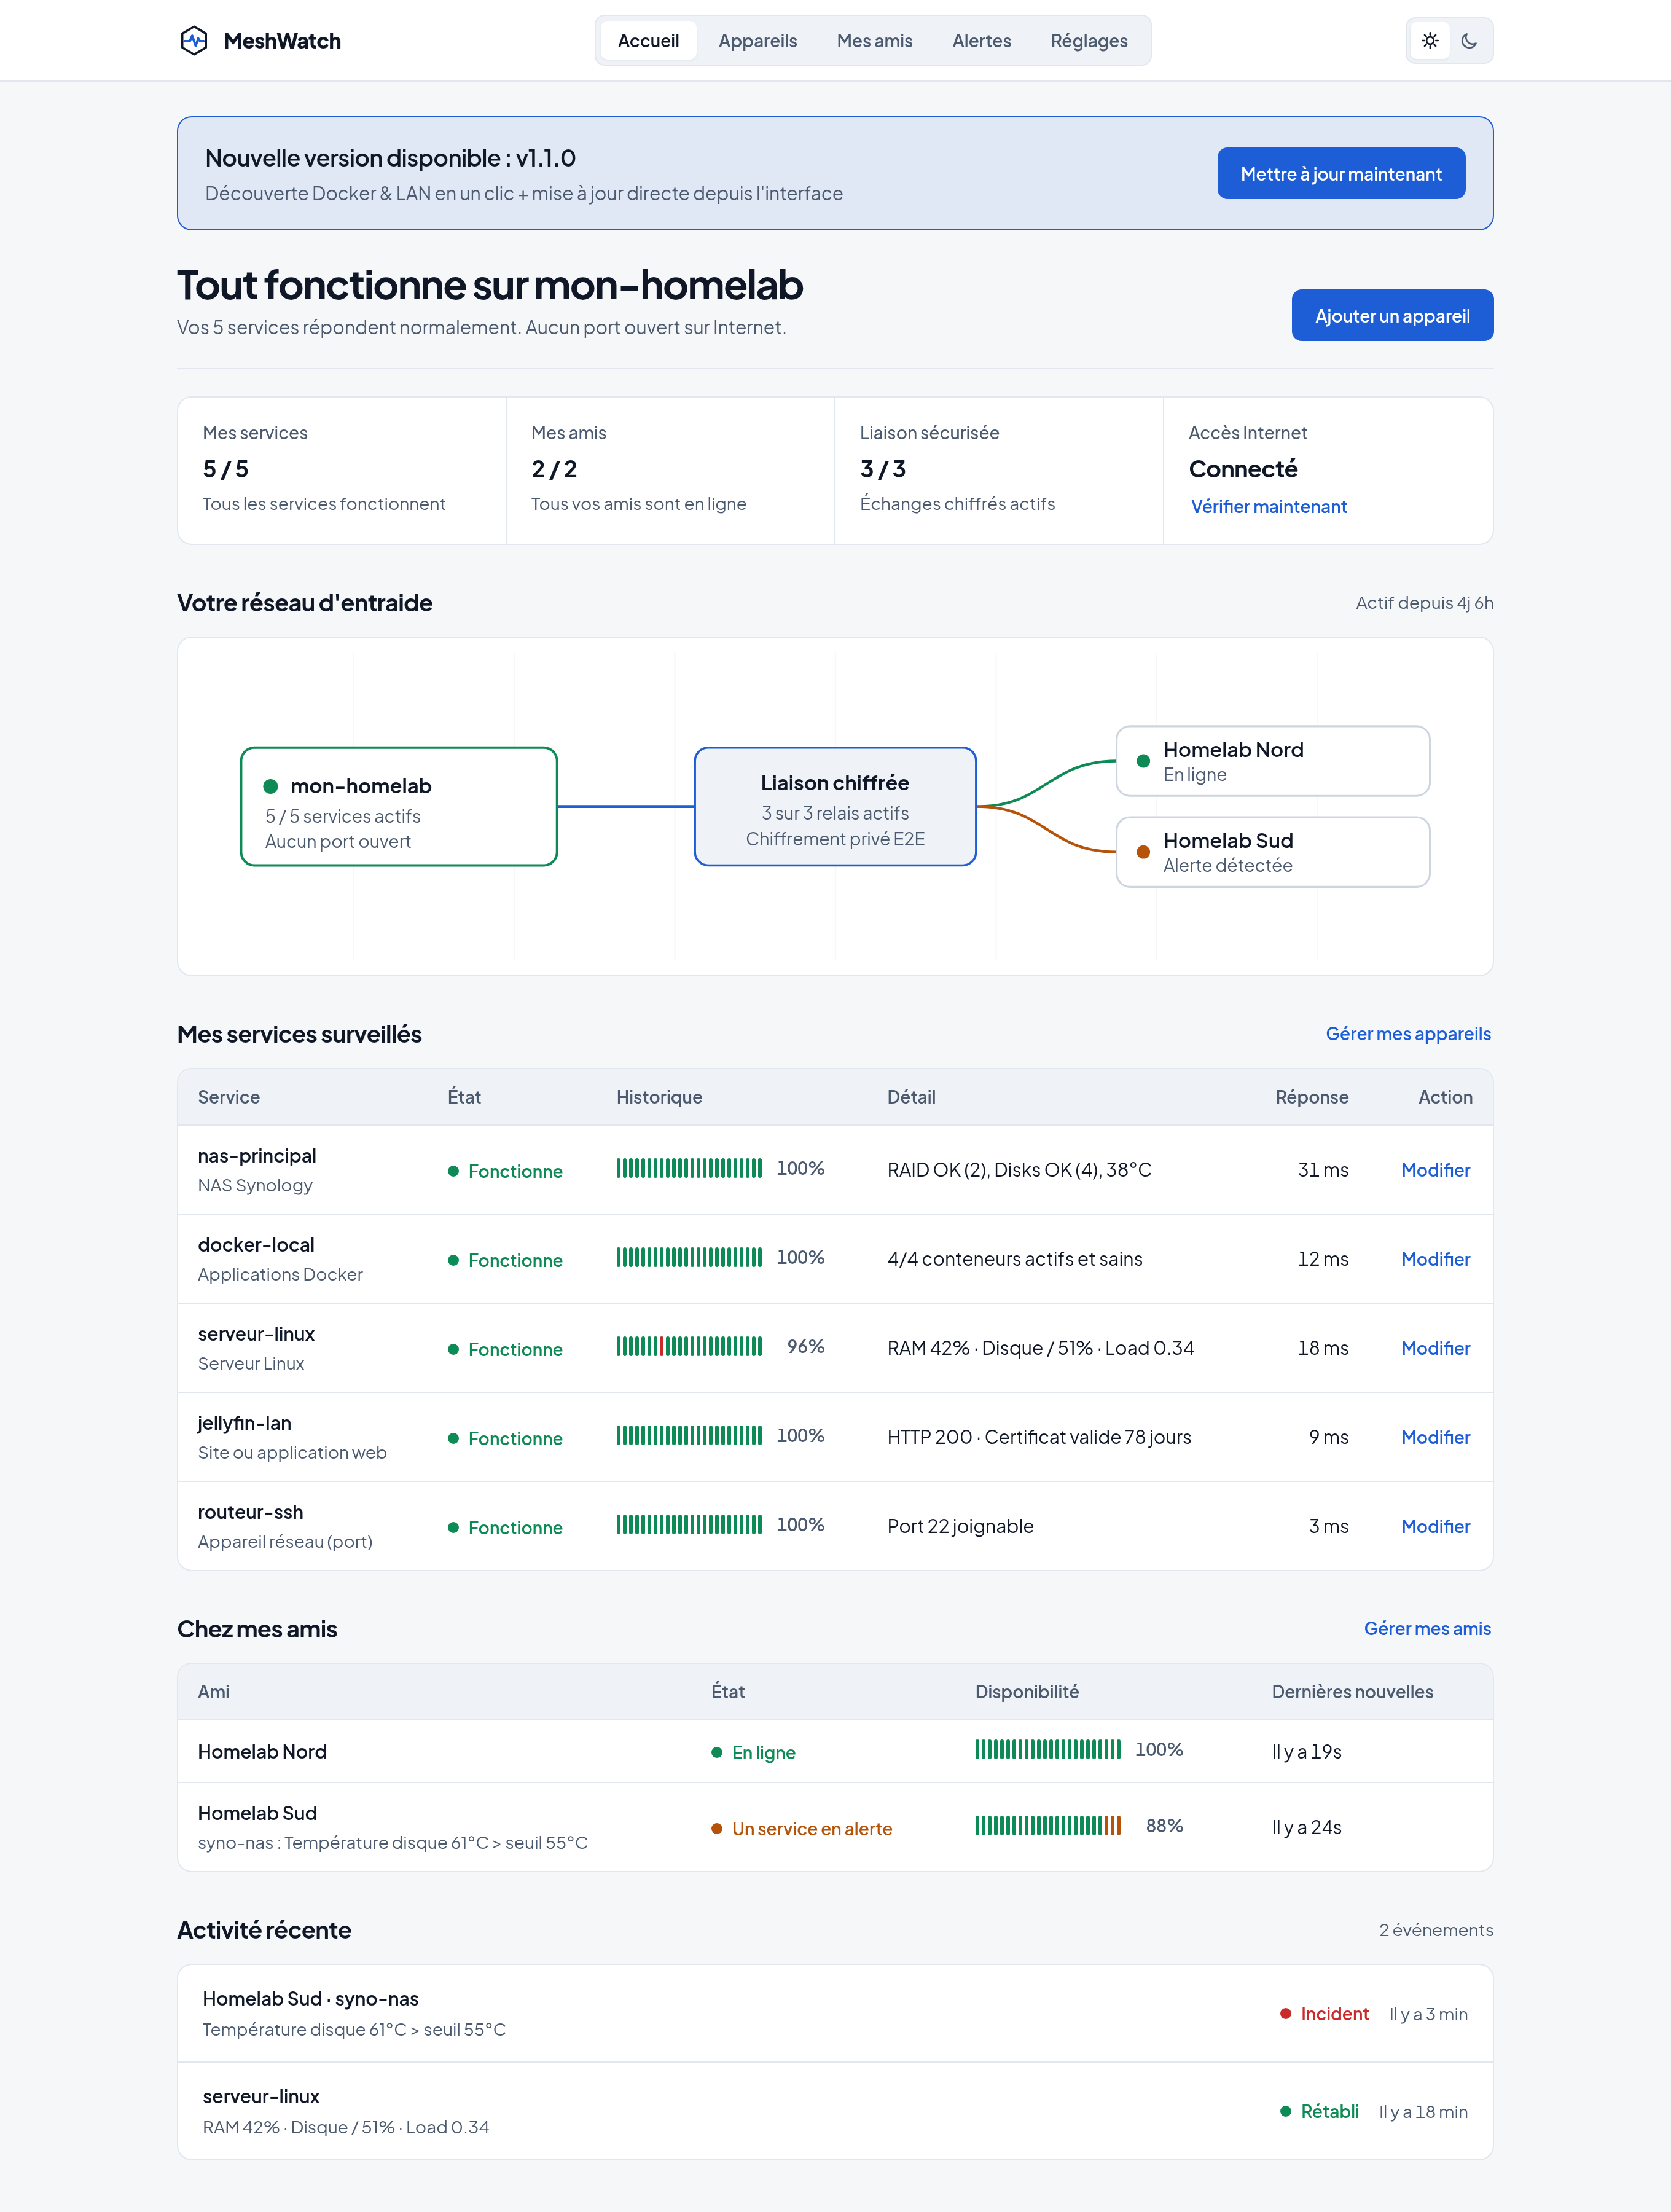 MeshWatch
Accueil
Appareils
Mes amis
Alertes
Réglages
Nouvelle version disponible : v1.1.0
Découverte Docker & LAN en un clic + mise à jour directe depuis l'interface
Mettre à jour maintenant
Tout fonctionne sur mon-homelab
Vos 5 services répondent normalement. Aucun port ouvert sur Internet.
Ajouter un appareil
Mes services
5 / 5
Tous les services fonctionnent
Mes amis
2 / 2
Tous vos amis sont en ligne
Liaison sécurisée
3 / 3
Échanges chiffrés actifs
Accès Internet
Connecté
Vérifier maintenant
Votre réseau d'entraide
Actif depuis 4j 6h
mon-homelab
5 / 5 services actifs
Aucun port ouvert
Liaison chiffrée
3 sur 3 relais actifs
Chiffrement privé E2E
Homelab Nord
En ligne
Homelab Sud
Alerte détectée
Mes services surveillés
Gérer mes appareils
Service État Historique Détail Réponse Action
nas-principal
NAS Synology
Fonctionne 100% RAID OK (2), Disks OK (4), 38°C 31 ms Modifier
docker-local
Applications Docker
Fonctionne 100% 4/4 conteneurs actifs et sains 12 ms Modifier
serveur-linux
Serveur Linux
Fonctionne 96% RAM 42% · Disque / 51% · Load 0.34 18 ms Modifier
jellyfin-lan
Site ou application web
Fonctionne 100% HTTP 200 · Certificat valide 78 jours 9 ms Modifier
routeur-ssh
Appareil réseau (port)
Fonctionne 100% Port 22 joignable 3 ms Modifier
Chez mes amis
Gérer mes amis
Ami État Disponibilité Dernières nouvelles
Homelab Nord En ligne 100% Il y a 19s
Homelab Sud
syno-nas : Température disque 61°C > seuil 55°C
Un service en alerte 88% Il y a 24s
Activité récente
2 événements
Homelab Sud · syno-nas
Température disque 61°C > seuil 55°C
Incident Il y a 3 min
serveur-linux
RAM 42% · Disque / 51% · Load 0.34
Rétabli Il y a 18 min